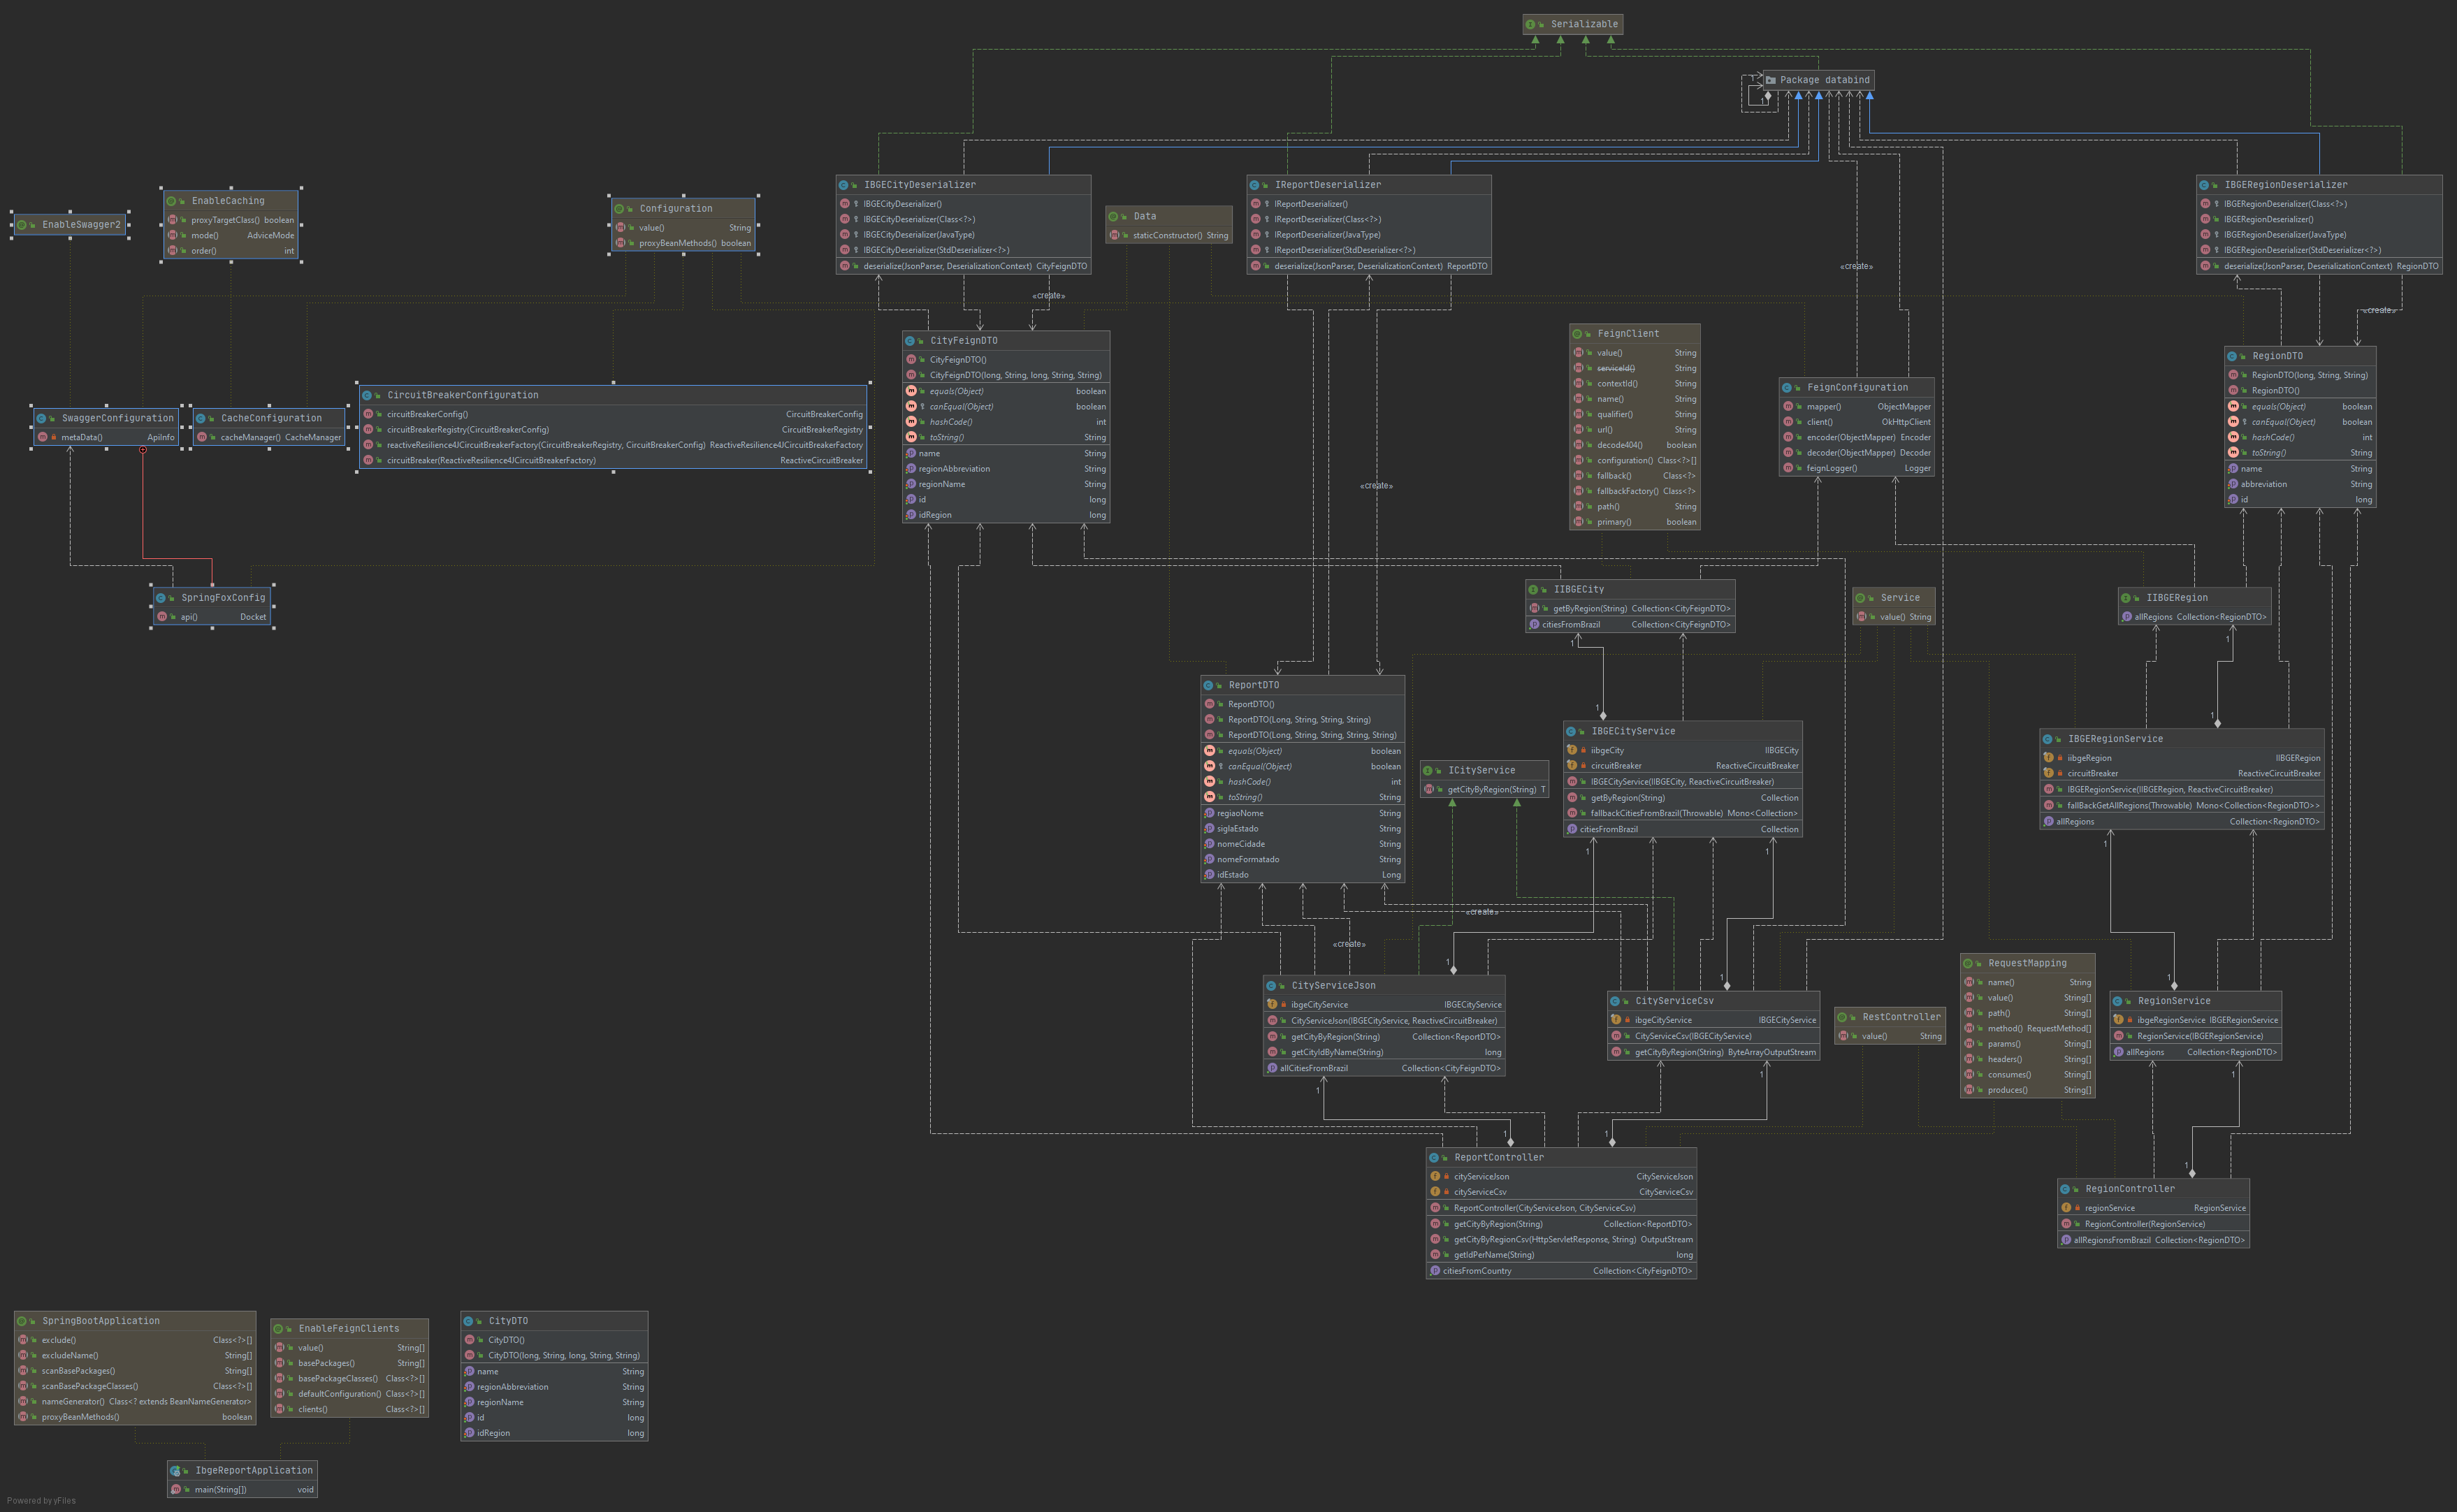 Serializable
Package databind
1
1
IBGECityDeserializer
IBGECityDeserializer()
IBGECityDeserializer(Class<?>)
IBGECityDeserializer(JavaType)
IBGECityDeserializer(StdDeserializer<?>)
deserialize(JsonParser, DeserializationContext) CityFeignDTO
IReportDeserializer
IReportDeserializer()
IReportDeserializer(Class<?>)
IReportDeserializer(JavaType)
IReportDeserializer(StdDeserializer<?>)
deserialize(JsonParser, DeserializationContext) ReportDTO
IBGERegionDeserializer
IBGERegionDeserializer(Class<?>)
IBGERegionDeserializer()
IBGERegionDeserializer(JavaType)
IBGERegionDeserializer(StdDeserializer<?>)
deserialize(JsonParser, DeserializationContext) RegionDTO
EnableSwagger2
EnableCaching
proxyTargetClass() boolean
mode() AdviceMode
order() int
Configuration
value() String
proxyBeanMethods() boolean
Data
staticConstructor() String
«create»
«create»
«create»
«create»
CityFeignDTO
CityFeignDTO()
CityFeignDTO(long, String, long, String, String)
equals(Object) boolean
canEqual(Object) boolean
hashCode() int
toString() String
name String
regionAbbreviation String
regionName String
id long
idRegion long
FeignClient
value() String
serviceId() String
contextId() String
name() String
qualifier() String
url() String
decode404() boolean
configuration() Class<?>[]
fallback() Class<?>
fallbackFactory() Class<?>
path() String
primary() boolean
FeignConfiguration
mapper() ObjectMapper
client() OkHttpClient
encoder(ObjectMapper) Encoder
decoder(ObjectMapper) Decoder
feignLogger() Logger
RegionDTO
RegionDTO(long, String, String)
RegionDTO()
equals(Object) boolean
canEqual(Object) boolean
hashCode() int
toString() String
name String
abbreviation String
id long
SwaggerConfiguration
metaData() ApiInfo
CacheConfiguration
cacheManager() CacheManager
CircuitBreakerConfiguration
circuitBreakerConfig() CircuitBreakerConfig
circuitBreakerRegistry(CircuitBreakerConfig) CircuitBreakerRegistry
reactiveResilience4JCircuitBreakerFactory(CircuitBreakerRegistry, CircuitBreakerConfig) ReactiveResilience4JCircuitBreakerFactory
circuitBreaker(ReactiveResilience4JCircuitBreakerFactory) ReactiveCircuitBreaker
SpringFoxConfig
api() Docket
IIBGECity
getByRegion(String) Collection<CityFeignDTO>
citiesFromBrazil Collection<CityFeignDTO>
Service
value() String
IIBGERegion
allRegions Collection<RegionDTO>
1
1
1
1
ReportDTO
ReportDTO()
ReportDTO(Long, String, String, String)
ReportDTO(Long, String, String, String, String)
equals(Object) boolean
canEqual(Object) boolean
hashCode() int
toString() String
regiaoNome String
siglaEstado String
nomeCidade String
nomeFormatado String
idEstado Long
ICityService
getCityByRegion(String) T
IBGECityService
iibgeCity IIBGECity
circuitBreaker ReactiveCircuitBreaker
IBGECityService(IIBGECity, ReactiveCircuitBreaker)
getByRegion(String) Collection
fallbackCitiesFromBrazil(Throwable) Mono<Collection>
citiesFromBrazil Collection
IBGERegionService
iibgeRegion IIBGERegion
circuitBreaker ReactiveCircuitBreaker
IBGERegionService(IIBGERegion, ReactiveCircuitBreaker)
fallBackGetAllRegions(Throwable) Mono<Collection<RegionDTO>>
allRegions Collection<RegionDTO>
1
1
1
«create»
«create»
1
1
1
CityServiceJson
ibgeCityService IBGECityService
CityServiceJson(IBGECityService, ReactiveCircuitBreaker)
getCityByRegion(String) Collection<ReportDTO>
getCityIdByName(String) long
allCitiesFromBrazil Collection<CityFeignDTO>
CityServiceCsv
ibgeCityService IBGECityService
CityServiceCsv(IBGECityService)
getCityByRegion(String) ByteArrayOutputStream
RestController
value() String
RequestMapping
name() String
value() String[]
path() String[]
method() RequestMethod[]
params() String[]
headers() String[]
consumes() String[]
produces() String[]
RegionService
ibgeRegionService IBGERegionService
RegionService(IBGERegionService)
allRegions Collection<RegionDTO>
1
1
1
1
1
1
ReportController
cityServiceJson CityServiceJson
cityServiceCsv CityServiceCsv
ReportController(CityServiceJson, CityServiceCsv)
getCityByRegion(String) Collection<ReportDTO>
getCityByRegionCsv(HttpServletResponse, String) OutputStream
getIdPerName(String) long
citiesFromCountry Collection<CityFeignDTO>
RegionController
regionService RegionService
RegionController(RegionService)
allRegionsFromBrazil Collection<RegionDTO>
SpringBootApplication
exclude() Class<?>[]
excludeName() String[]
scanBasePackages() String[]
scanBasePackageClasses() Class<?>[]
nameGenerator() Class<? extends BeanNameGenerator>
proxyBeanMethods() boolean
EnableFeignClients
value() String[]
basePackages() String[]
basePackageClasses() Class<?>[]
defaultConfiguration() Class<?>[]
clients() Class<?>[]
CityDTO
CityDTO()
CityDTO(long, String, long, String, String)
name String
regionAbbreviation String
regionName String
id long
idRegion long
IbgeReportApplication
main(String[]) void
Powered by yFiles